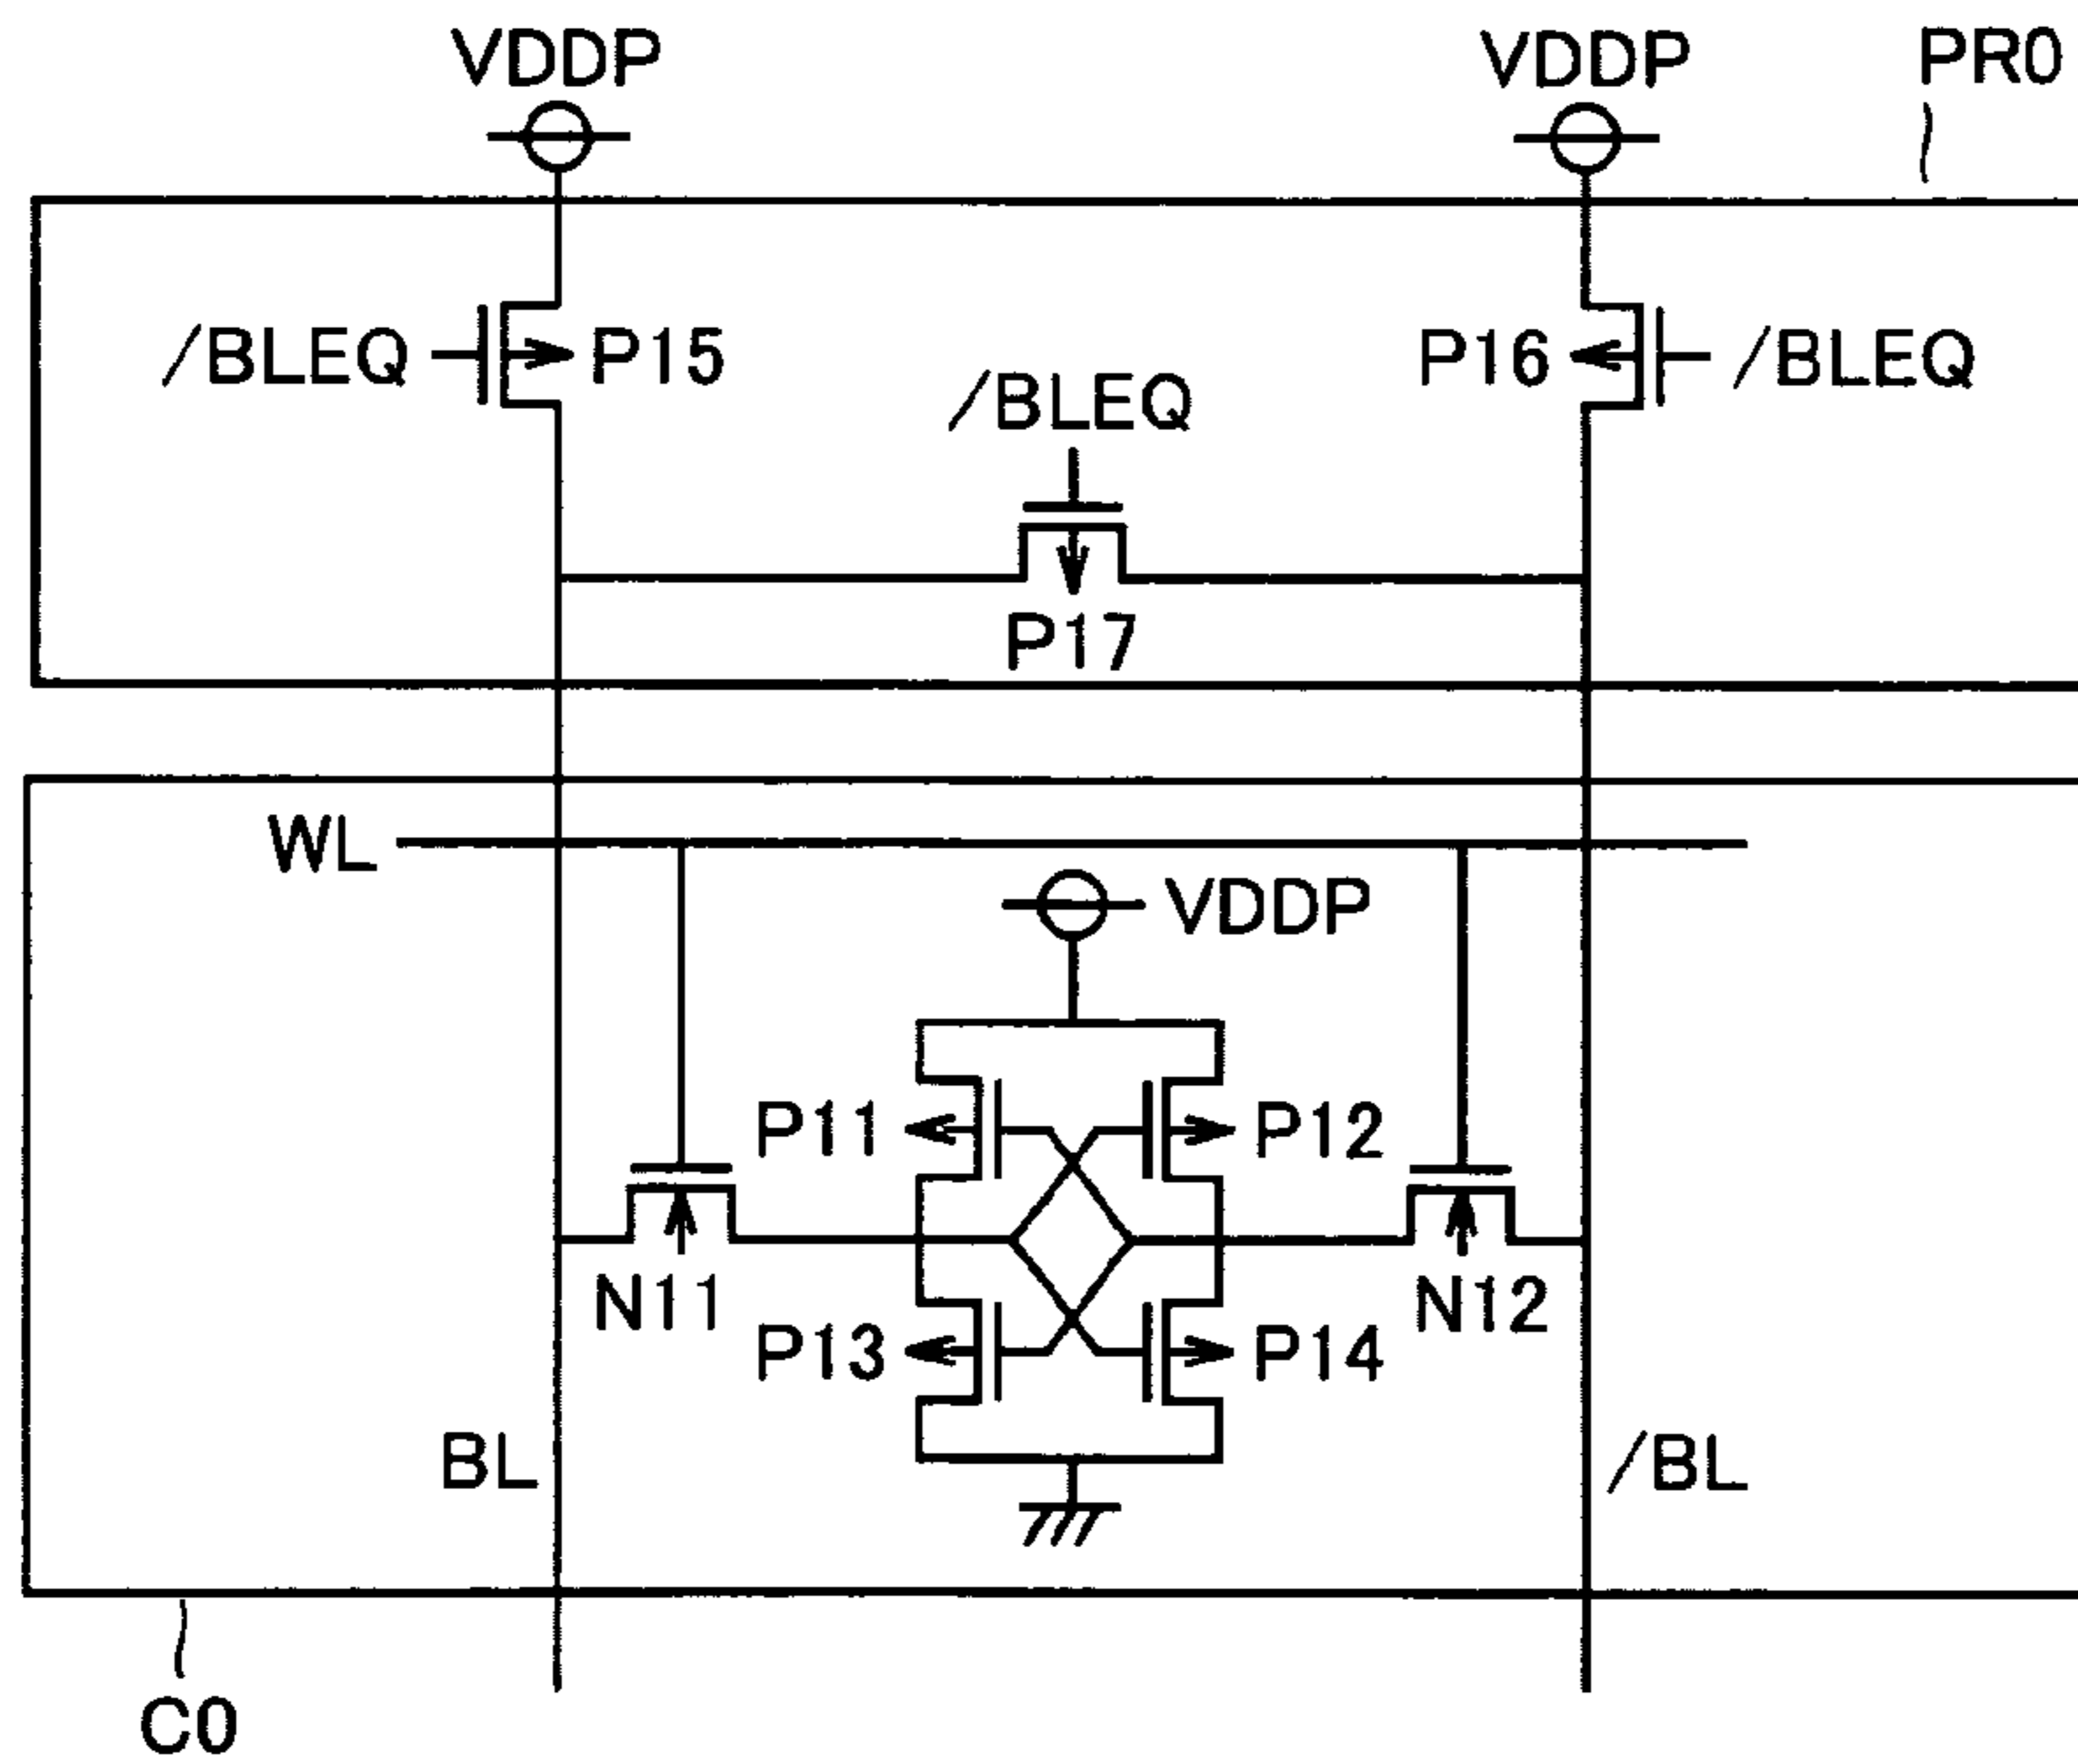 VDDP VDDP PR0
/BLEQ P15 P16 /BLEQ
/BLEQ
P17
WL
VDDP
P11 P12
N11 N12
P13 P14
BL /BL
C0